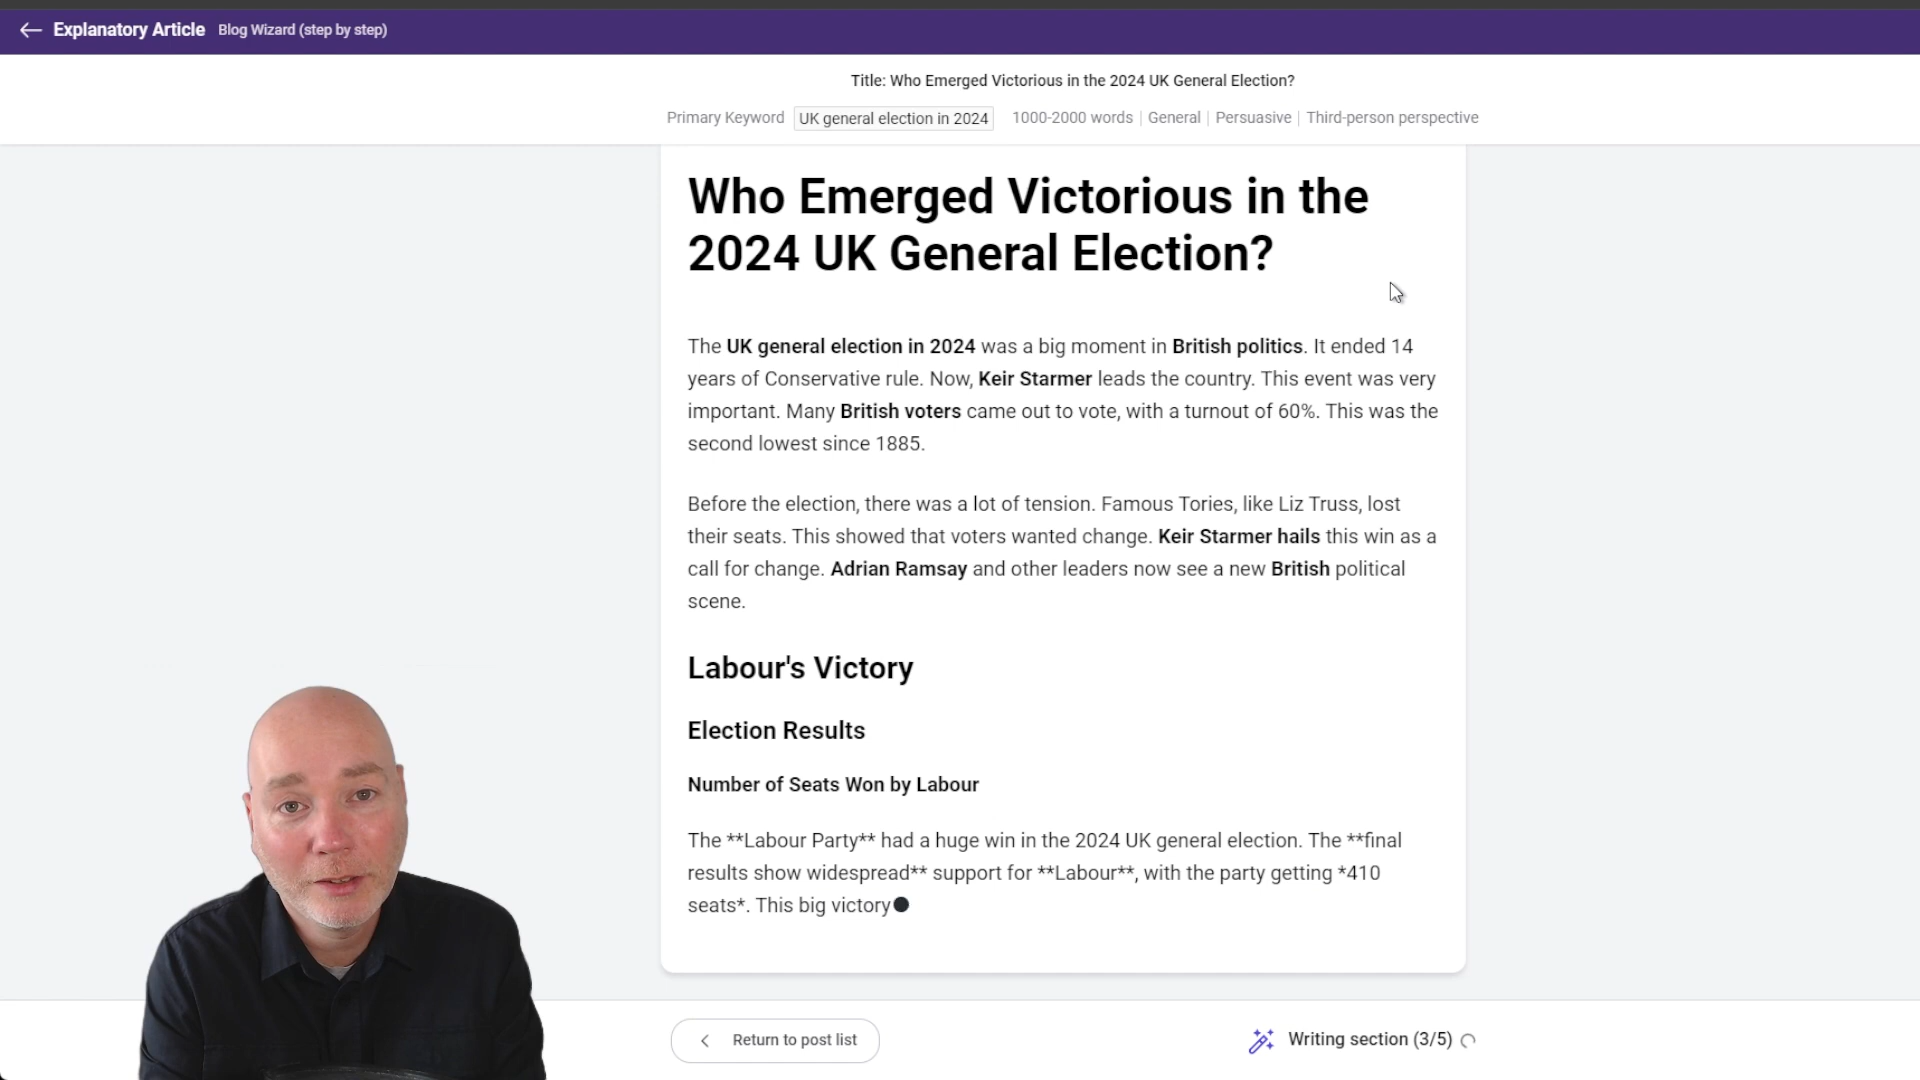 Explanatory Article Blog Wizard (step by step)
Title: Who Emerged Victorious in the 2024 UK General Election?
Primary Keyword UK general election in 2024 1000-2000 words | General | Persuasive | Third-person perspective
Who Emerged Victorious in the
2024 UK General Election?
The UK general election in 2024 was a big moment in British politics. It ended 14
years of Conservative rule. Now, Keir Starmer leads the country. This event was very
important. Many British voters came out to vote, with a turnout of 60%. This was the
second lowest since 1885.
Before the election, there was a lot of tension. Famous Tories, like Liz Truss, lost
their seats. This showed that voters wanted change. Keir Starmer hails this win as a
call for change. Adrian Ramsay and other leaders now see a new British political
scene.
Labour's Victory
Election Results
Number of Seats Won by Labour
The **Labour Party** had a huge win in the 2024 UK general election. The **final
results show widespread** support for **Labour**, with the party getting *410
seats*. This big victory
Return to post list
Writing section (3/5)